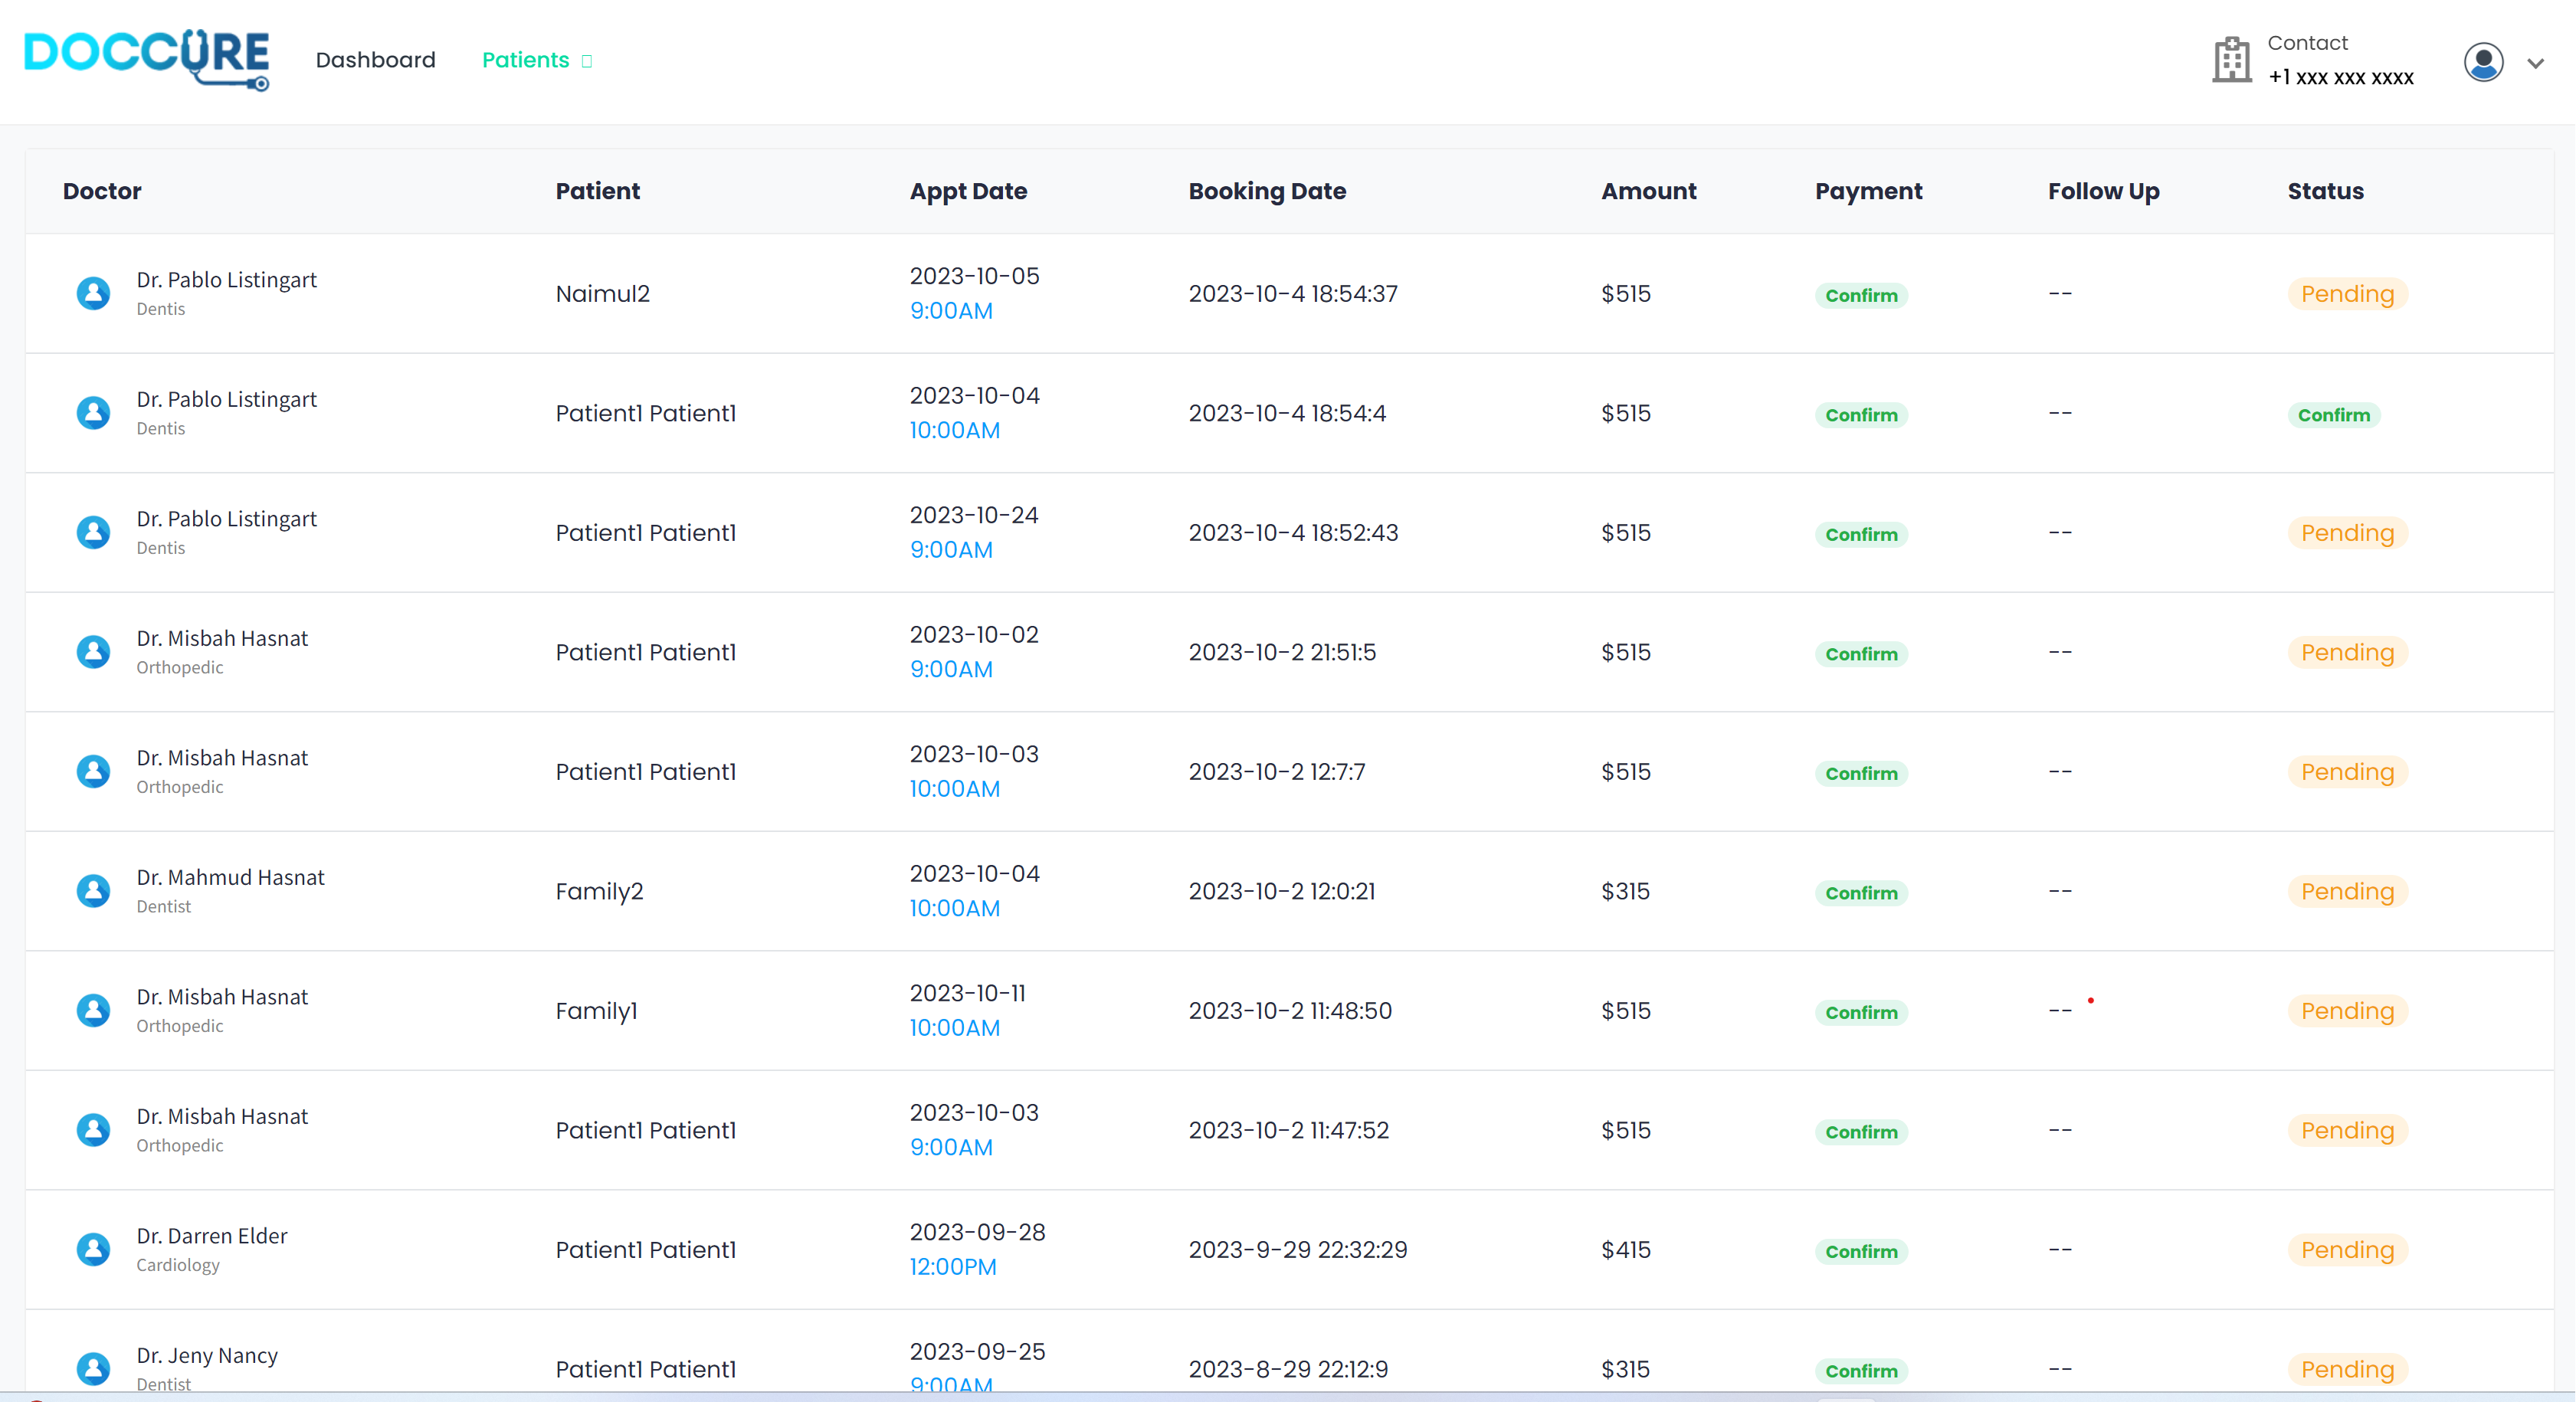 DOCCURE
Dashboard
Patients
Contact
+1 xxx xxx xxxx
Doctor Patient Appt Date Booking Date Amount Payment Follow Up Status
Dr. Pablo Listingart
Dentis
Naimul2
2023-10-05
9:00AM
2023-10-4 18:54:37
$515
Confirm
--
Pending
Dr. Pablo Listingart
Dentis
Patient1 Patient1
2023-10-04
10:00AM
2023-10-4 18:54:4
$515
Confirm
--
Confirm
Dr. Pablo Listingart
Dentis
Patient1 Patient1
2023-10-24
9:00AM
2023-10-4 18:52:43
$515
Confirm
--
Pending
Dr. Misbah Hasnat
Orthopedic
Patient1 Patient1
2023-10-02
9:00AM
2023-10-2 21:51:5
$515
Confirm
--
Pending
Dr. Misbah Hasnat
Orthopedic
Patient1 Patient1
2023-10-03
10:00AM
2023-10-2 12:7:7
$515
Confirm
--
Pending
Dr. Mahmud Hasnat
Dentist
Family2
2023-10-04
10:00AM
2023-10-2 12:0:21
$315
Confirm
--
Pending
Dr. Misbah Hasnat
Orthopedic
Family1
2023-10-11
10:00AM
2023-10-2 11:48:50
$515
Confirm
--
Pending
Dr. Misbah Hasnat
Orthopedic
Patient1 Patient1
2023-10-03
9:00AM
2023-10-2 11:47:52
$515
Confirm
--
Pending
Dr. Darren Elder
Cardiology
Patient1 Patient1
2023-09-28
12:00PM
2023-9-29 22:32:29
$415
Confirm
--
Pending
Dr. Jeny Nancy
Dentist
Patient1 Patient1
2023-09-25
9:00AM
2023-8-29 22:12:9
$315
Confirm
--
Pending